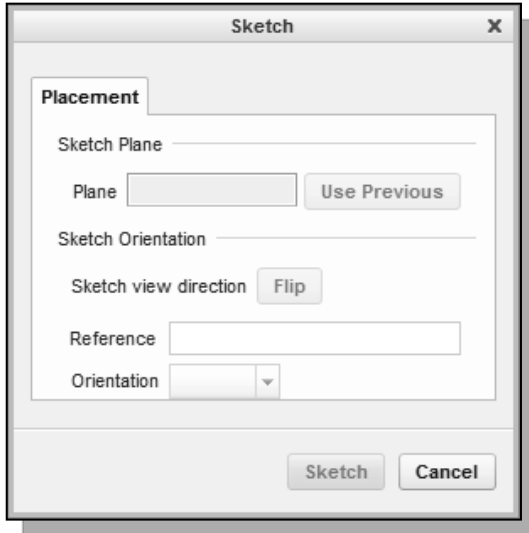 Sketch X
Placement
Sketch Plane
Plane Use Previous
Sketch Orientation
Sketch view direction Flip
Reference
Orientation
Sketch Cancel